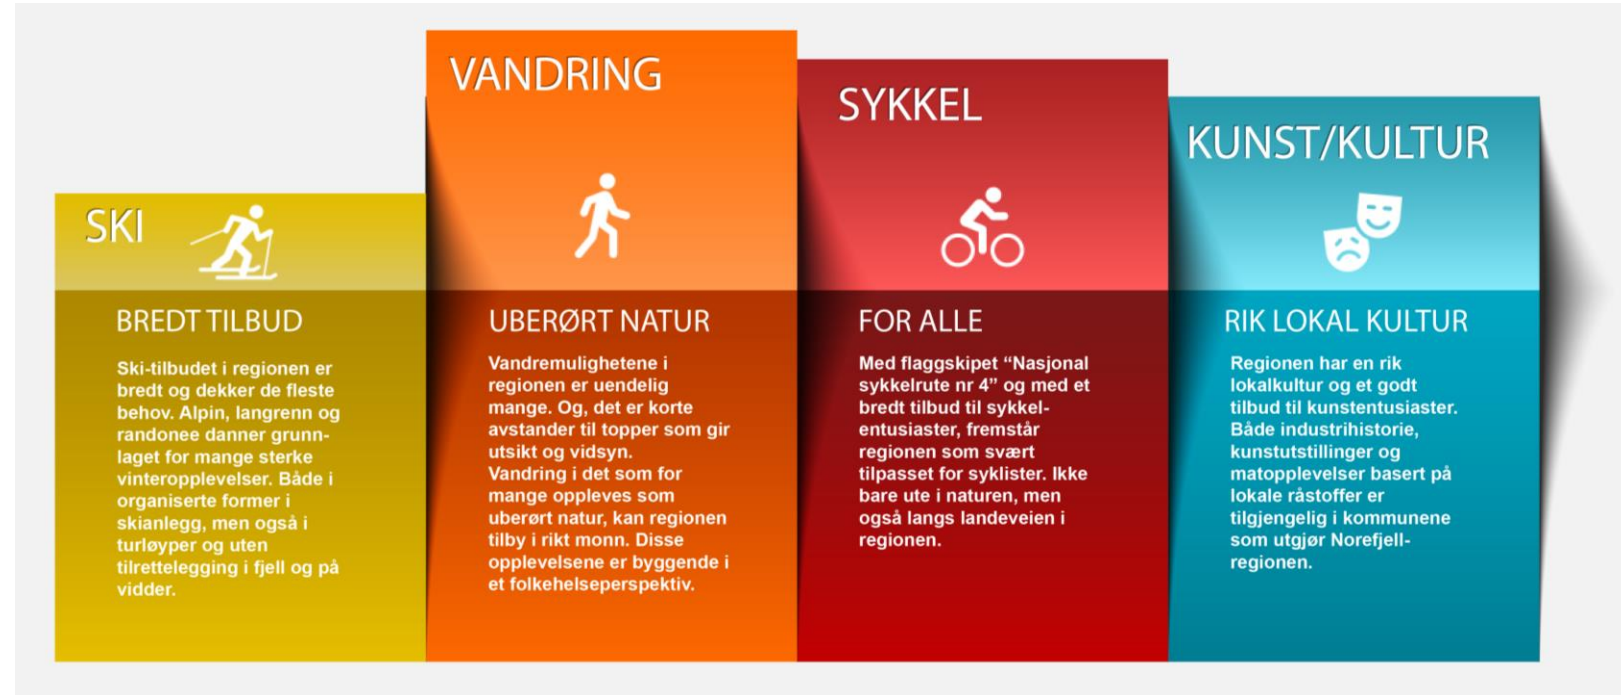 SKI
BREDT TILBUD
Ski-tilbudet i regionen er
bredt og dekker de fleste
behov. Alpin, langrenn og
randonee danner grunn-
laget for mange sterke
vinteropplevelser. Både i
organiserte former i
skianlegg, men også i
turløyper og uten
tilrettelegging i fjell og på
vidder.
VANDRING
UBERØRT NATUR
Vandremulighetene i
regionen er uendelig
mange. Og, det er korte
avstander til topper som gir
utsikt og vidsyn.
Vandring i det som for
mange oppleves som
uberørt natur, kan regionen
tilby i rikt monn. Disse
opplevelsene er byggende i
et folkehelseperspektiv.
SYKKEL
FOR ALLE
Med flaggskipet “Nasjonal
sykkelrute nr 4” og med et
bredt tilbud til sykkel-
entusiaster, fremstår
regionen som svært
tilpasset for syklister. Ikke
bare ute i naturen, men
også langs landeveien i
regionen.
KUNST/KULTUR
RIK LOKAL KULTUR
Regionen har en rik
lokalkultur og et godt
tilbud til kunstentusiaster.
Både industrihistorie,
kunstutstillinger og
matopplevelser basert på
lokale råstoffer er
tilgjengelig i kommunene
som utgjør Norefjell-
regionen.